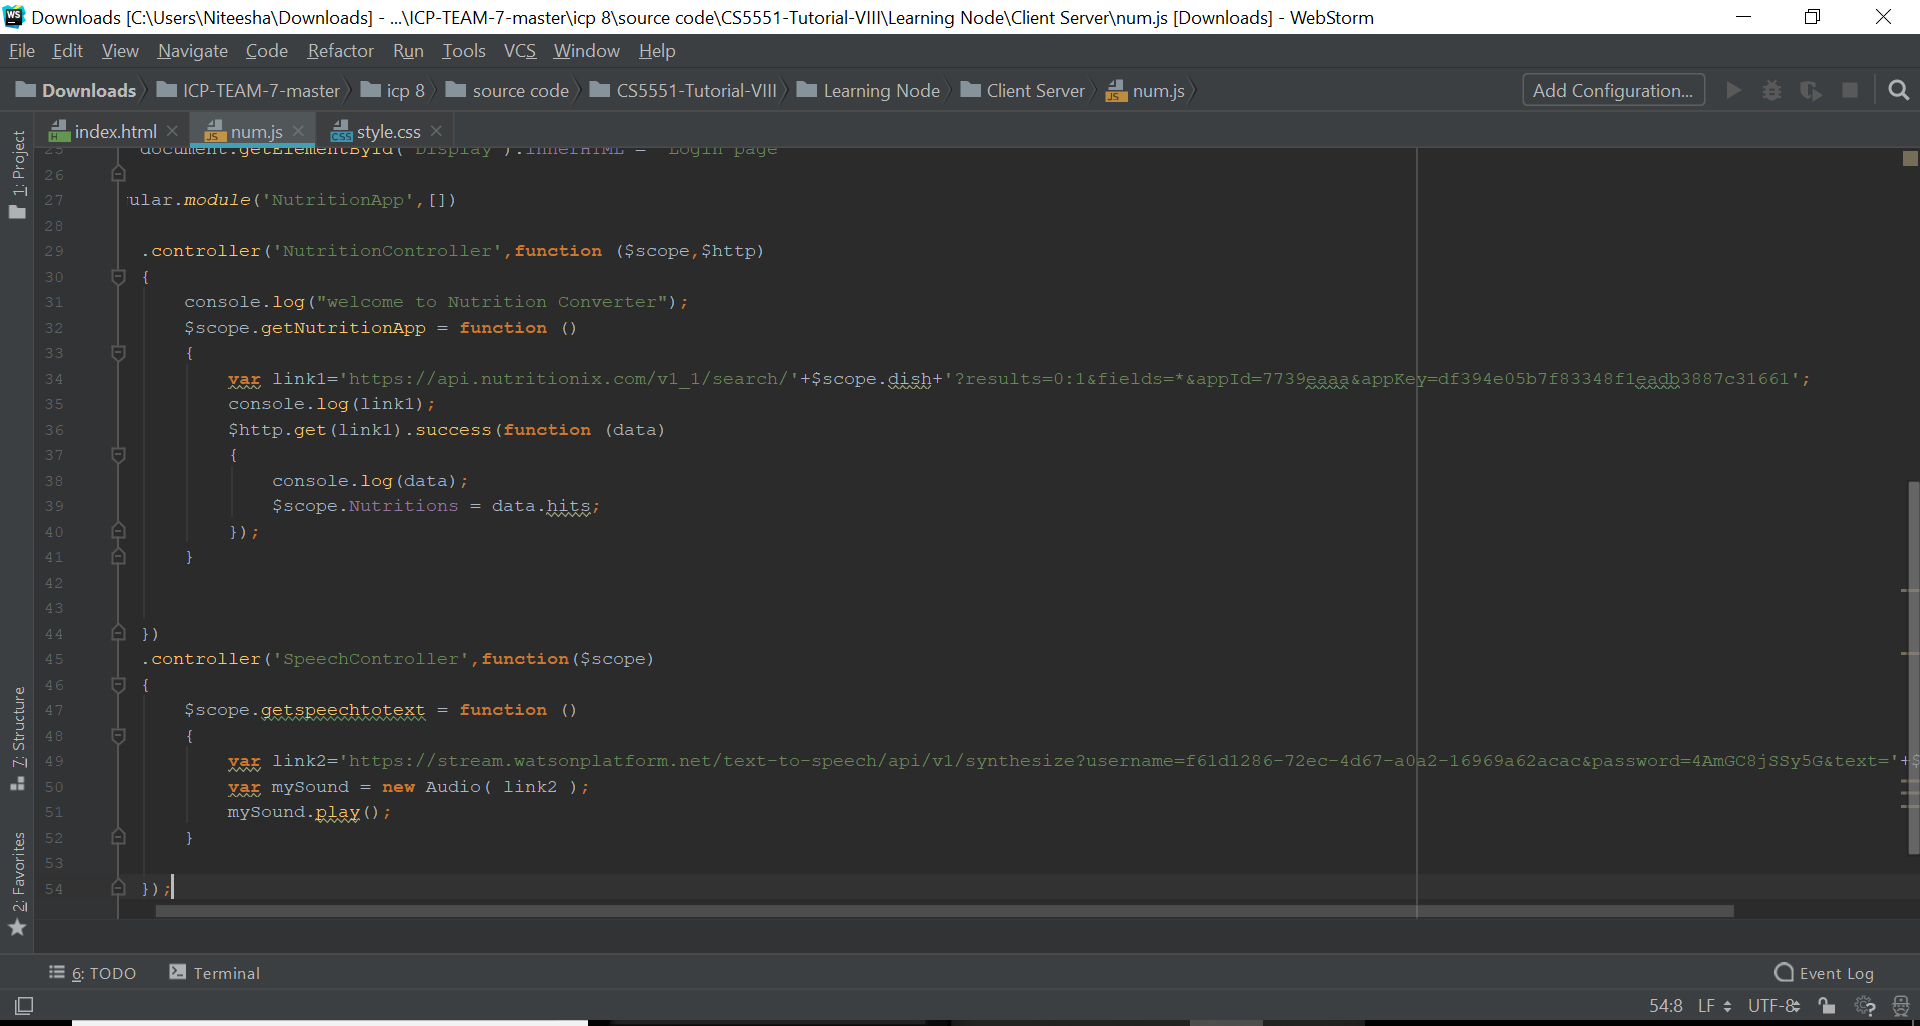 Downloads [C:\Users\Niteesha\Downloads] - ...\ICP-TEAM-7-master\icp 8\source code\CS5551-Tutorial-VIII\Learning Node\Client Server\num.js [Downloads] - WebStorm
File Edit View Navigate Code Refactor Run Tools VCS Window Help
Downloads ICP-TEAM-7-master icp 8 source code CS5551-Tutorial-VIII Learning Node Client Server num.js Add Configuration...
index.html num.js style.css
1: Project
7: Structure
2: Favorites
25 document.getElementById('Display').innerHTML = 'Login page
26
27 ular.module('NutritionApp',[])
28
29 .controller('NutritionController',function ($scope,$http)
30 {
31 console.log("welcome to Nutrition Converter");
32 $scope.getNutritionApp = function ()
33 {
34 var link1='https://api.nutritionix.com/v1_1/search/'+$scope.dish+'?results=0:1&fields=*&appId=7739eaaa&appKey=df394e05b7f83348f1eadb3887c31661';
35 console.log(link1);
36 $http.get(link1).success(function (data)
37 {
38 console.log(data);
39 $scope.Nutritions = data.hits;
40 });
41 }
42
43
44 })
45 .controller('SpeechController',function($scope)
46 {
47 $scope.getspeechtotext = function ()
48 {
49 var link2='https://stream.watsonplatform.net/text-to-speech/api/v1/synthesize?username=f61d1286-72ec-4d67-a0a2-16969a62acac&password=4AmGC8jSSy5G&text='+$
50 var mySound = new Audio( link2 );
51 mySound.play();
52 }
53
54 });
6: TODO Terminal Event Log
54:8 LF UTF-8